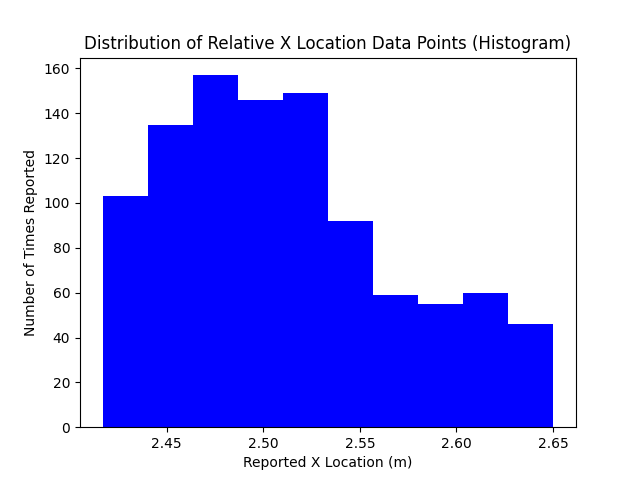 Distribution of Relative X Location Data Points (Histogram)
160
140
120
100
80
60
40
20
0
Number of Times Reported
2.45 2.50 2.55 2.60 2.65
Reported X Location (m)